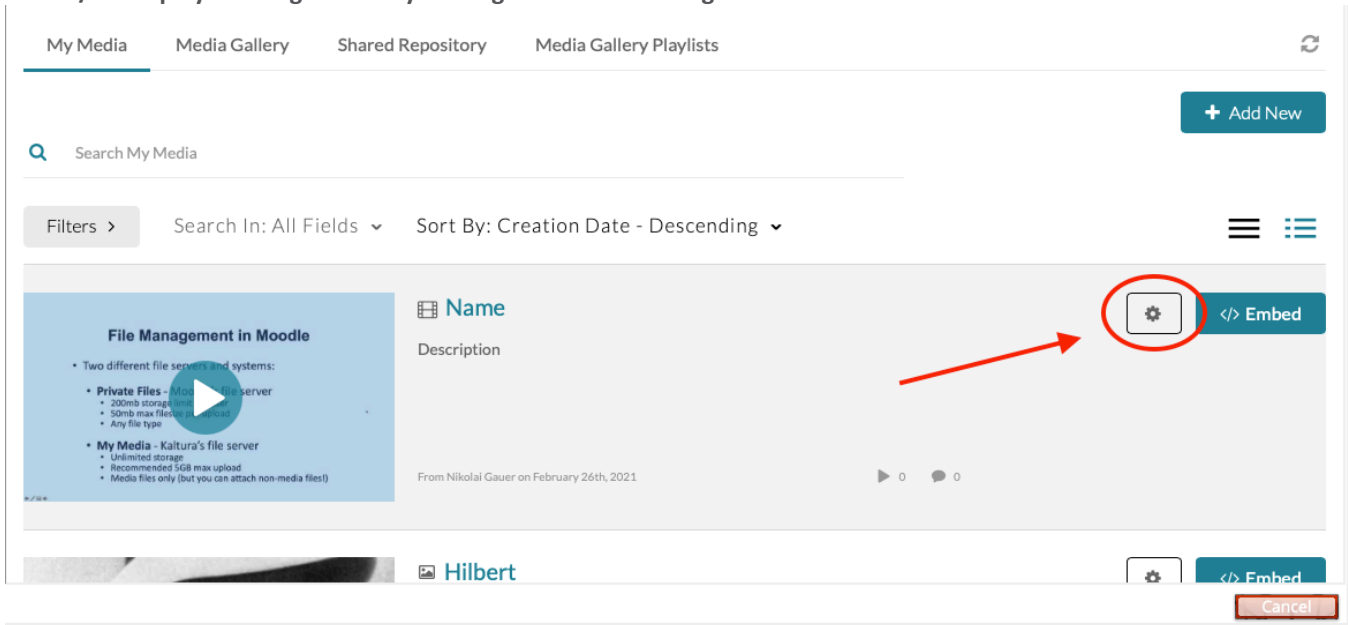 My Media Media Gallery Shared Repository Media Gallery Playlists
+ Add New
Search My Media
Filters > Search In: All Fields Sort By: Creation Date - Descending
Name
</> Embed
Description
File Management in Moodle
• Two different file servers and systems:
• Private Files - file server
• 200mb storage
• 50mb max upload
• Any file type
• My Media - Kaltura's file server
• Unlimited storage
• Recommended 5GB max upload
• Media files only (but you can attach non-media files!)
From Nikolai Gauer on February 26th, 2021 0 0
Hilbert
</> Embed
Cancel